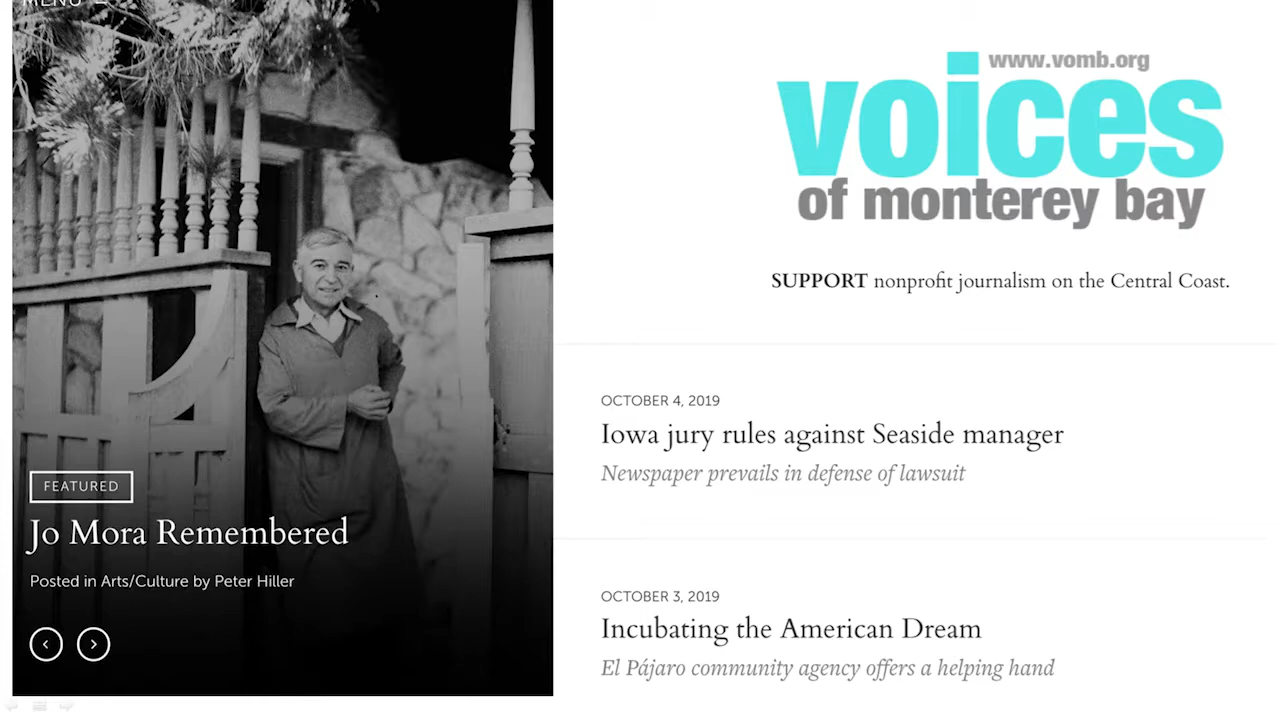 MENU
FEATURED
Jo Mora Remembered
Posted in Arts/Culture by Peter Hiller
www.vomb.org
voices
of monterey bay
SUPPORT nonprofit journalism on the Central Coast.
OCTOBER 4, 2019
Iowa jury rules against Seaside manager
Newspaper prevails in defense of lawsuit
OCTOBER 3, 2019
Incubating the American Dream
El Pájaro community agency offers a helping hand